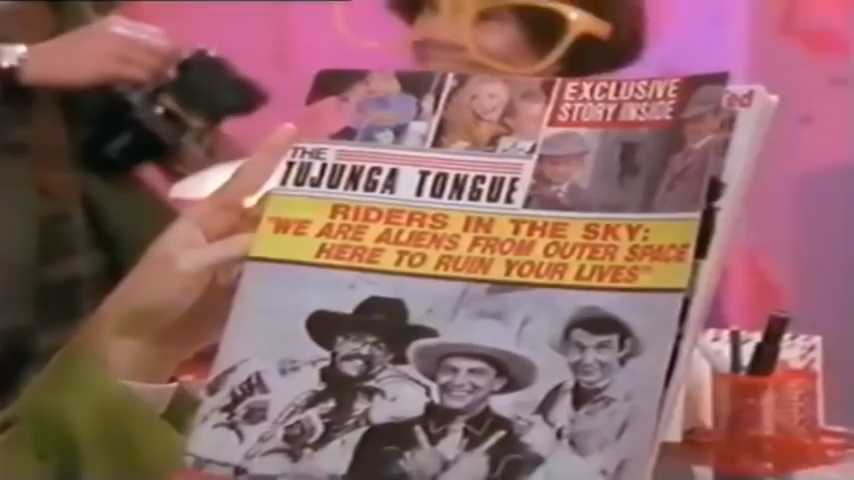 EXCLUSIVE
STORY INSIDE
ed
THE
TUJUNGA TONGUE
RIDERS IN THE SKY:
"WE ARE ALIENS FROM OUTER SPACE
HERE TO RUIN YOUR LIVES"